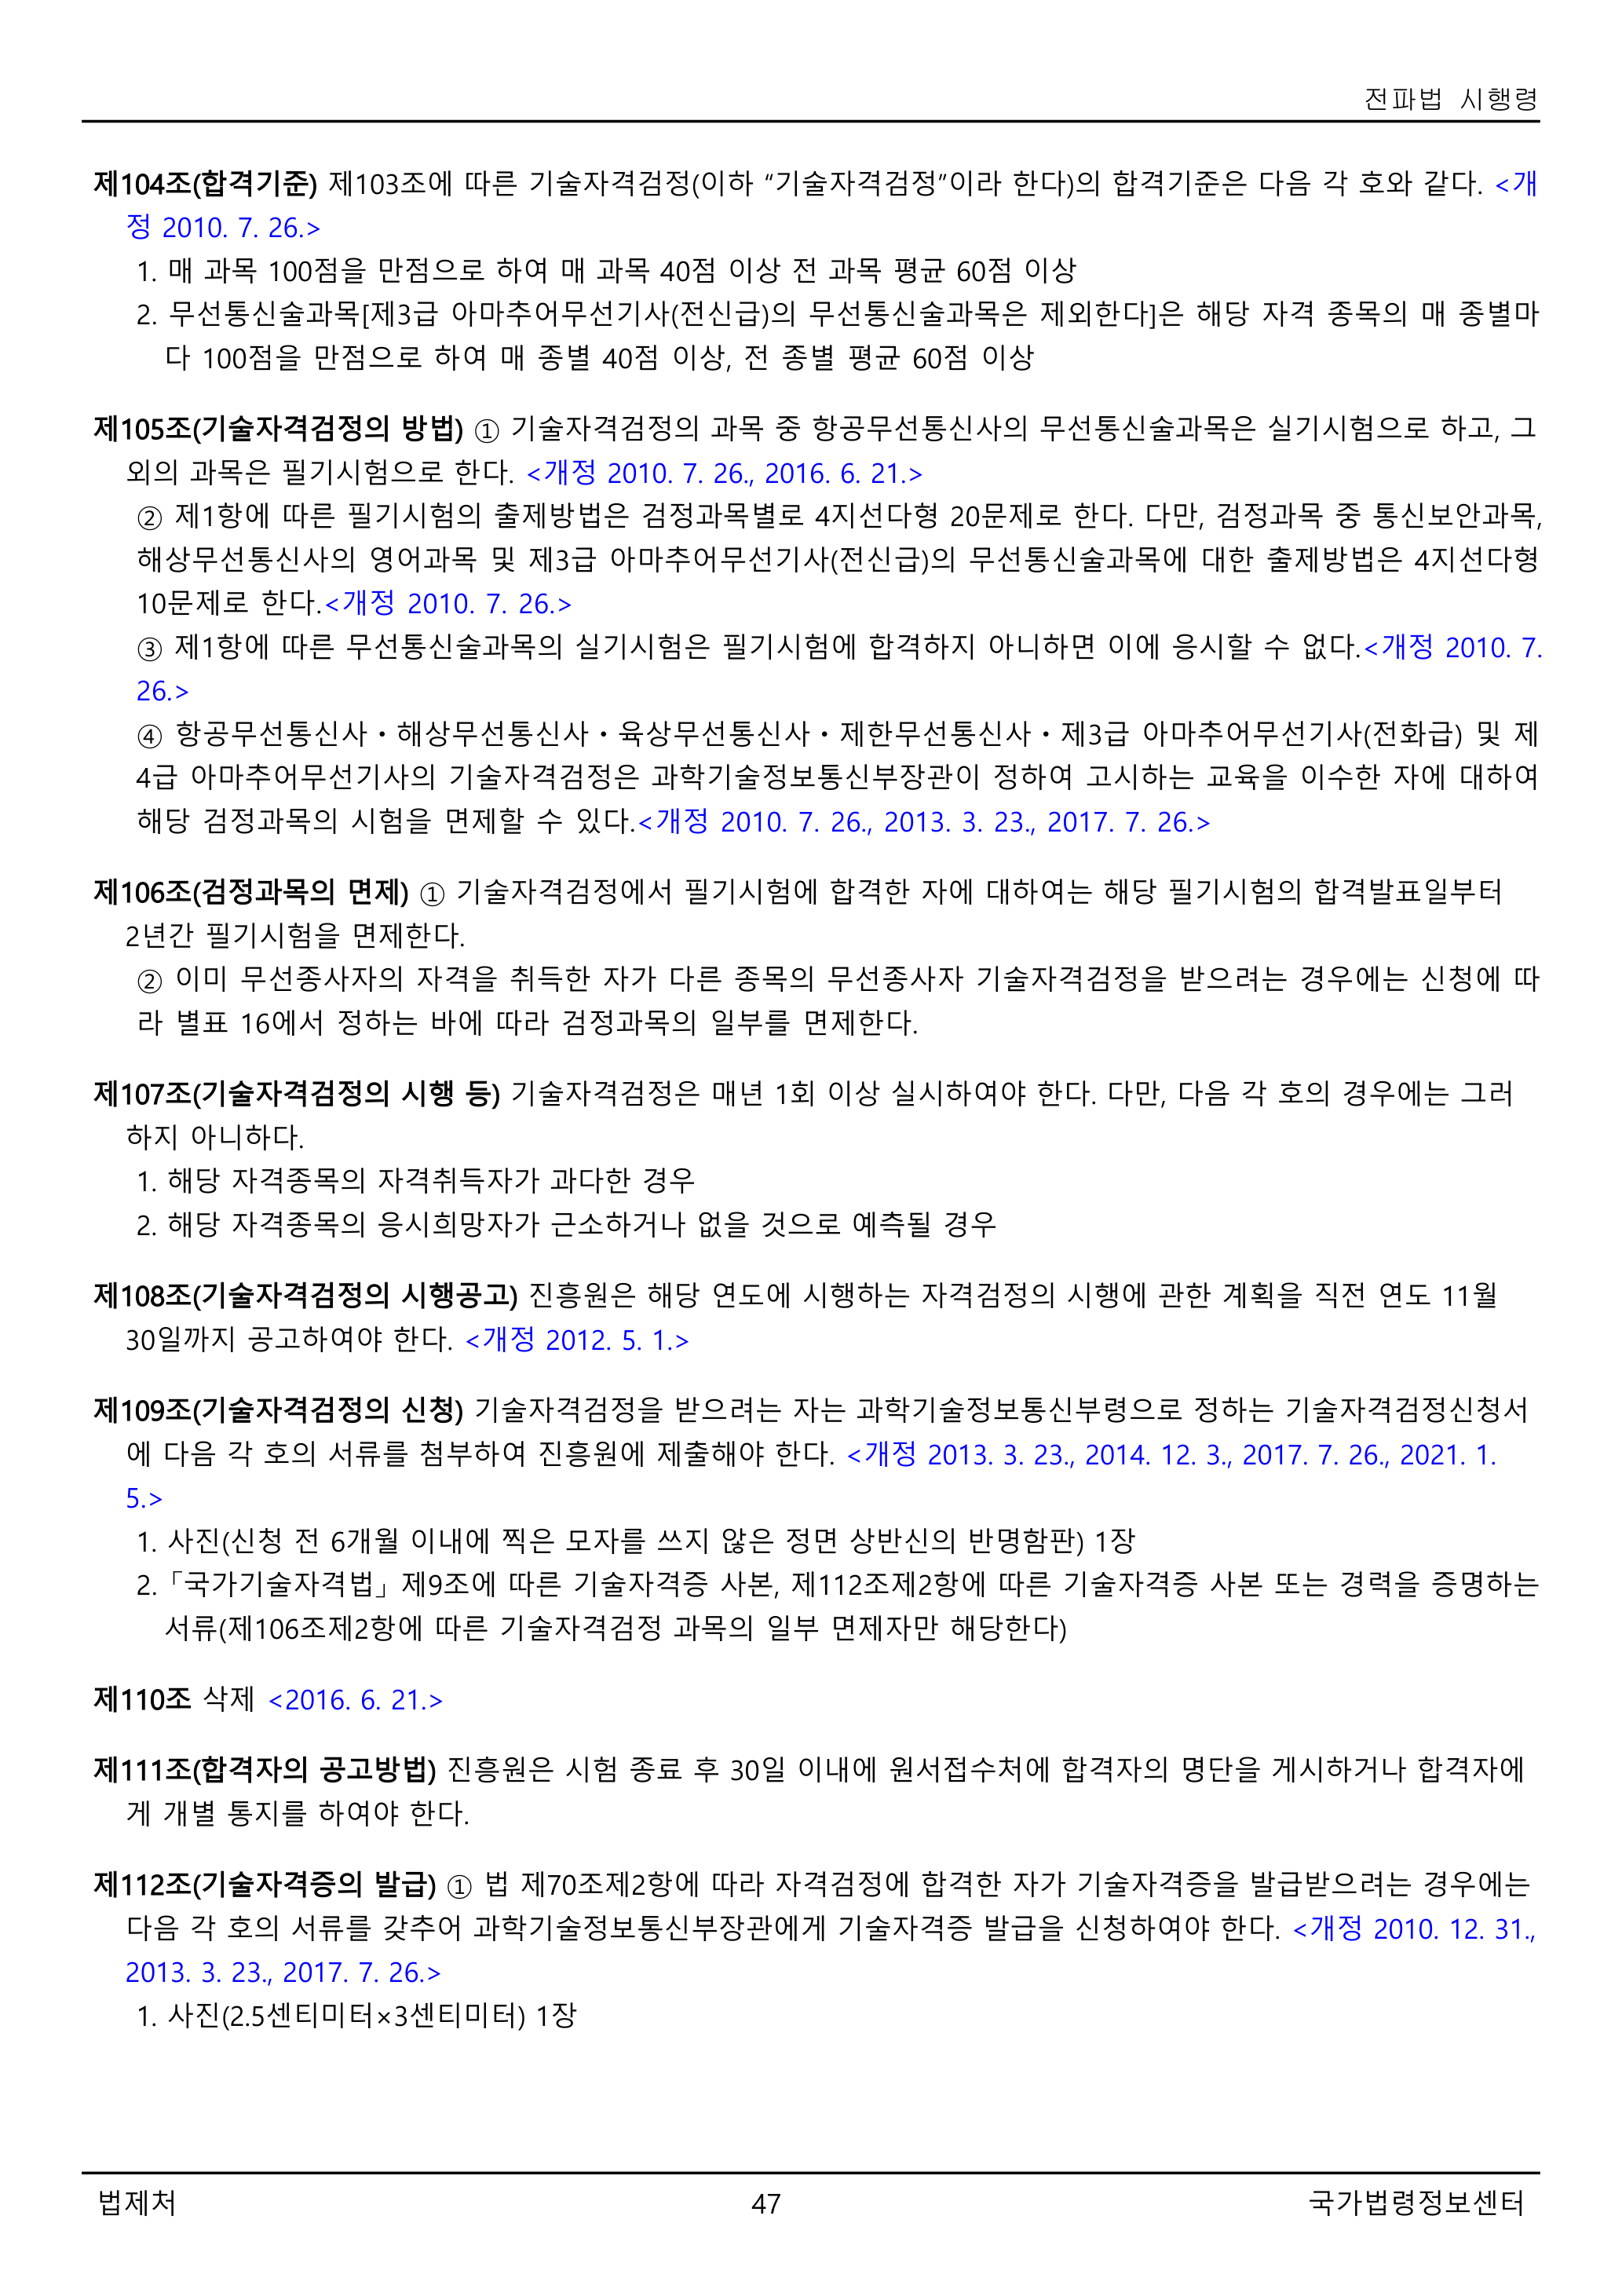 전파법 시행령
제104조(합격기준) 제103조에 따른 기술자격검정(이하 “기술자격검정”이라 한다)의 합격기준은 다음 각 호와 같다. <개
정 2010. 7. 26.>
1. 매 과목 100점을 만점으로 하여 매 과목 40점 이상 전 과목 평균 60점 이상
2. 무선통신술과목[제3급 아마추어무선기사(전신급)의 무선통신술과목은 제외한다]은 해당 자격 종목의 매 종별마
다 100점을 만점으로 하여 매 종별 40점 이상, 전 종별 평균 60점 이상
제105조(기술자격검정의 방법) ① 기술자격검정의 과목 중 항공무선통신사의 무선통신술과목은 실기시험으로 하고, 그
외의 과목은 필기시험으로 한다. <개정 2010. 7. 26., 2016. 6. 21.>
② 제1항에 따른 필기시험의 출제방법은 검정과목별로 4지선다형 20문제로 한다. 다만, 검정과목 중 통신보안과목,
해상무선통신사의 영어과목 및 제3급 아마추어무선기사(전신급)의 무선통신술과목에 대한 출제방법은 4지선다형
10문제로 한다.<개정 2010. 7. 26.>
③ 제1항에 따른 무선통신술과목의 실기시험은 필기시험에 합격하지 아니하면 이에 응시할 수 없다.<개정 2010. 7.
26.>
④ 항공무선통신사ㆍ해상무선통신사ㆍ육상무선통신사ㆍ제한무선통신사ㆍ제3급 아마추어무선기사(전화급) 및 제
4급 아마추어무선기사의 기술자격검정은 과학기술정보통신부장관이 정하여 고시하는 교육을 이수한 자에 대하여
해당 검정과목의 시험을 면제할 수 있다.<개정 2010. 7. 26., 2013. 3. 23., 2017. 7. 26.>
제106조(검정과목의 면제) ① 기술자격검정에서 필기시험에 합격한 자에 대하여는 해당 필기시험의 합격발표일부터
2년간 필기시험을 면제한다.
② 이미 무선종사자의 자격을 취득한 자가 다른 종목의 무선종사자 기술자격검정을 받으려는 경우에는 신청에 따
라 별표 16에서 정하는 바에 따라 검정과목의 일부를 면제한다.
제107조(기술자격검정의 시행 등) 기술자격검정은 매년 1회 이상 실시하여야 한다. 다만, 다음 각 호의 경우에는 그러
하지 아니하다.
1. 해당 자격종목의 자격취득자가 과다한 경우
2. 해당 자격종목의 응시희망자가 근소하거나 없을 것으로 예측될 경우
제108조(기술자격검정의 시행공고) 진흥원은 해당 연도에 시행하는 자격검정의 시행에 관한 계획을 직전 연도 11월
30일까지 공고하여야 한다. <개정 2012. 5. 1.>
제109조(기술자격검정의 신청) 기술자격검정을 받으려는 자는 과학기술정보통신부령으로 정하는 기술자격검정신청서
에 다음 각 호의 서류를 첨부하여 진흥원에 제출해야 한다. <개정 2013. 3. 23., 2014. 12. 3., 2017. 7. 26., 2021. 1.
5.>
1. 사진(신청 전 6개월 이내에 찍은 모자를 쓰지 않은 정면 상반신의 반명함판) 1장
2.「국가기술자격법」제9조에 따른 기술자격증 사본, 제112조제2항에 따른 기술자격증 사본 또는 경력을 증명하는
서류(제106조제2항에 따른 기술자격검정 과목의 일부 면제자만 해당한다)
제110조 삭제 <2016. 6. 21.>
제111조(합격자의 공고방법) 진흥원은 시험 종료 후 30일 이내에 원서접수처에 합격자의 명단을 게시하거나 합격자에
게 개별 통지를 하여야 한다.
제112조(기술자격증의 발급) ① 법 제70조제2항에 따라 자격검정에 합격한 자가 기술자격증을 발급받으려는 경우에는
다음 각 호의 서류를 갖추어 과학기술정보통신부장관에게 기술자격증 발급을 신청하여야 한다. <개정 2010. 12. 31.,
2013. 3. 23., 2017. 7. 26.>
1. 사진(2.5센티미터×3센티미터) 1장
법제처 47 국가법령정보센터